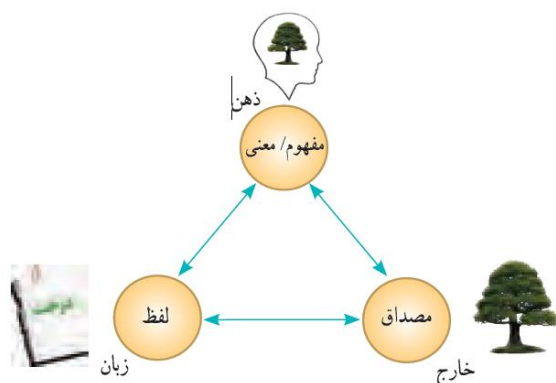 ذهن
مفهوم/ معنی
لفظ
مصداق
زبان
خارج